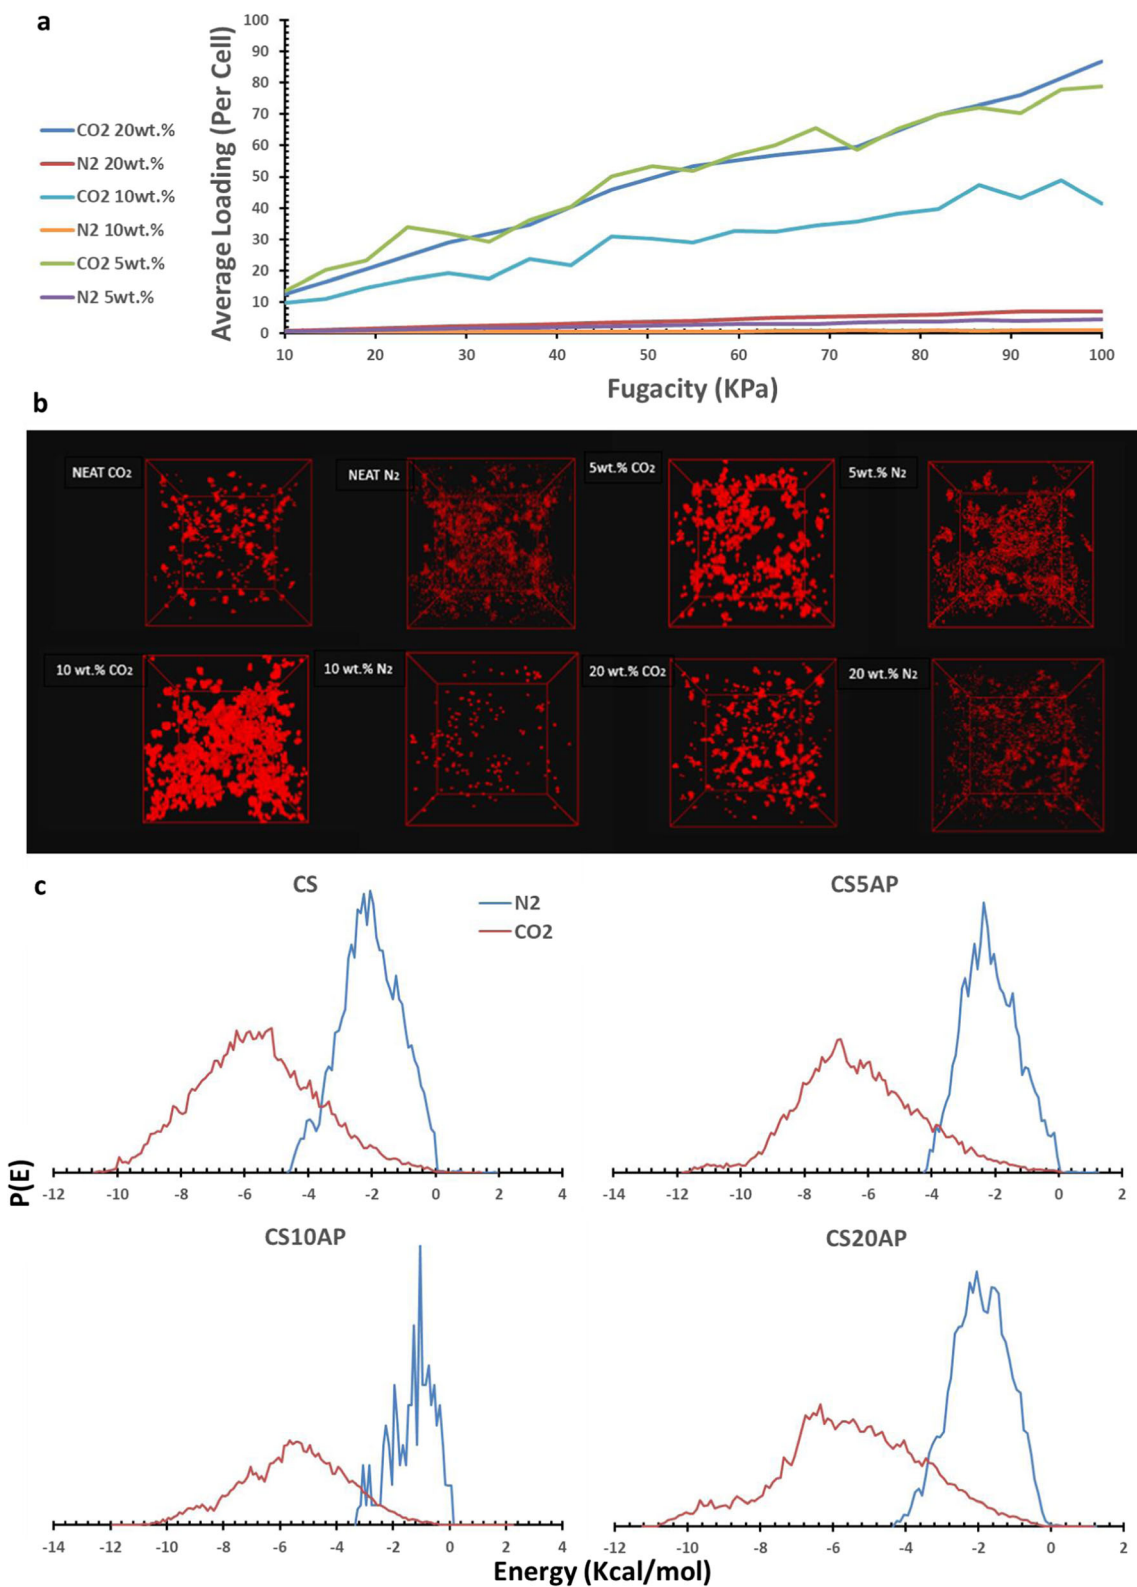 a
Average Loading (Per Cell)
100
90
80
70
60
50
40
30
20
10
0
CO2 20wt.%
N2 20wt.%
CO2 10wt.%
N2 10wt.%
CO2 5wt.%
N2 5wt.%
10 20 30 40 50 60 70 80 90 100
Fugacity (KPa)
b
NEAT CO2 NEAT N2 5wt.% CO2 5wt.% N2
10 wt.% CO2 10 wt.% N2 20 wt.% CO2 20 wt.% N2
c
CS
N2
CO2
-12 -10 -8 -6 -4 -2 0 2 4
CS5AP
-14 -12 -10 -8 -6 -4 -2 0 2
P(E)
CS10AP
-14 -12 -10 -8 -6 -4 -2 0 2 4
CS20AP
-12 -10 -8 -6 -4 -2 0 2
Energy (Kcal/mol)